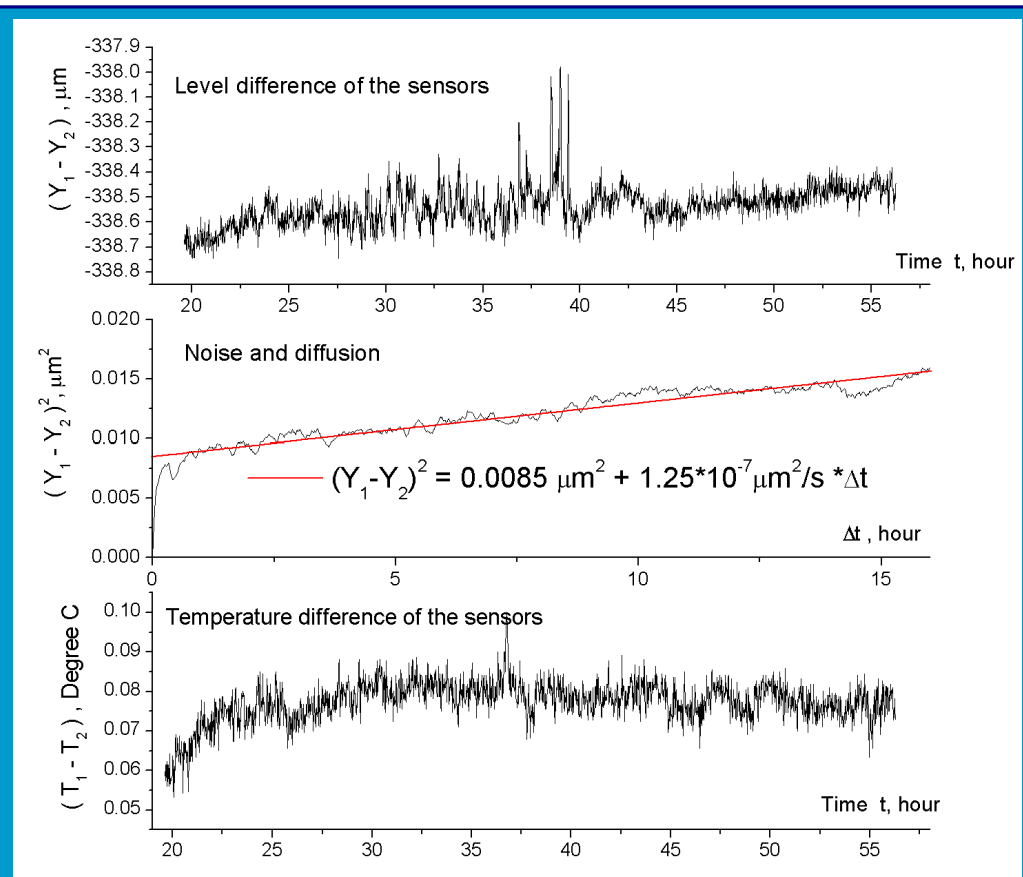 Level difference of the sensors
( Y₁ - Y₂ ) , μm
-337.9
-338.0
-338.1
-338.2
-338.3
-338.4
-338.5
-338.6
-338.7
-338.8
Time t, hour
20 25 30 35 40 45 50 55
Noise and diffusion
( Y₁ - Y₂ )², μm²
0.020
0.015
0.010
0.005
0.000
(Y₁-Y₂)² = 0.0085 μm² + 1.25*10⁻⁷μm²/s *Δt
Δt , hour
0 5 10 15
Temperature difference of the sensors
( T₁ - T₂ ) , Degree C
0.10
0.09
0.08
0.07
0.06
0.05
Time t, hour
20 25 30 35 40 45 50 55